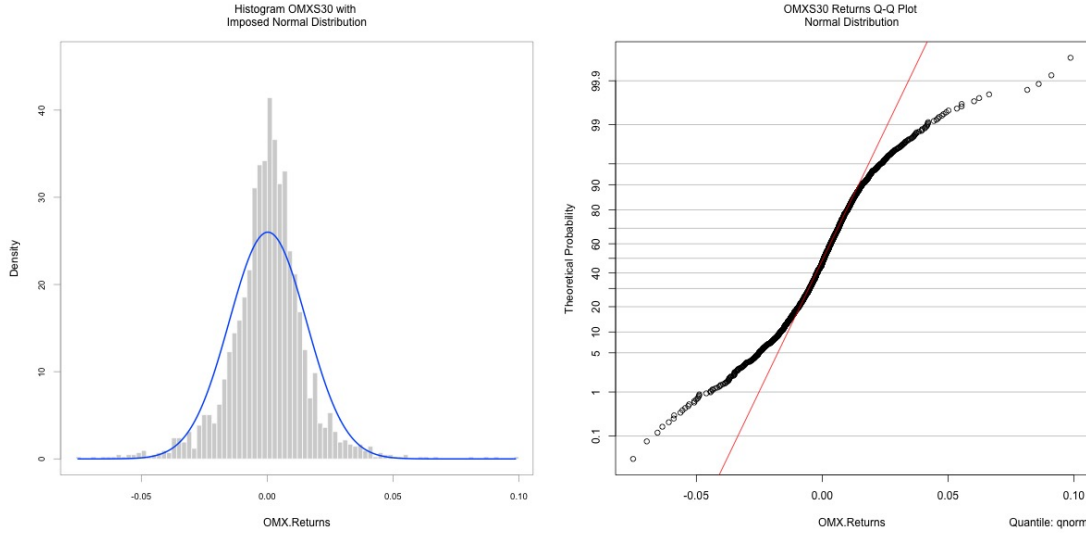 Histogram OMXS30 with
Imposed Normal Distribution
Density
40
30
20
10
0
-0.05
0.00
0.05
0.10
OMX.Returns
OMXS30 Returns Q-Q Plot
Normal Distribution
Theoretical Probability
99.9
99
90
80
60
40
20
10
5
1
0.1
-0.05
0.00
0.05
0.10
OMX.Returns
Quantile: qnorm